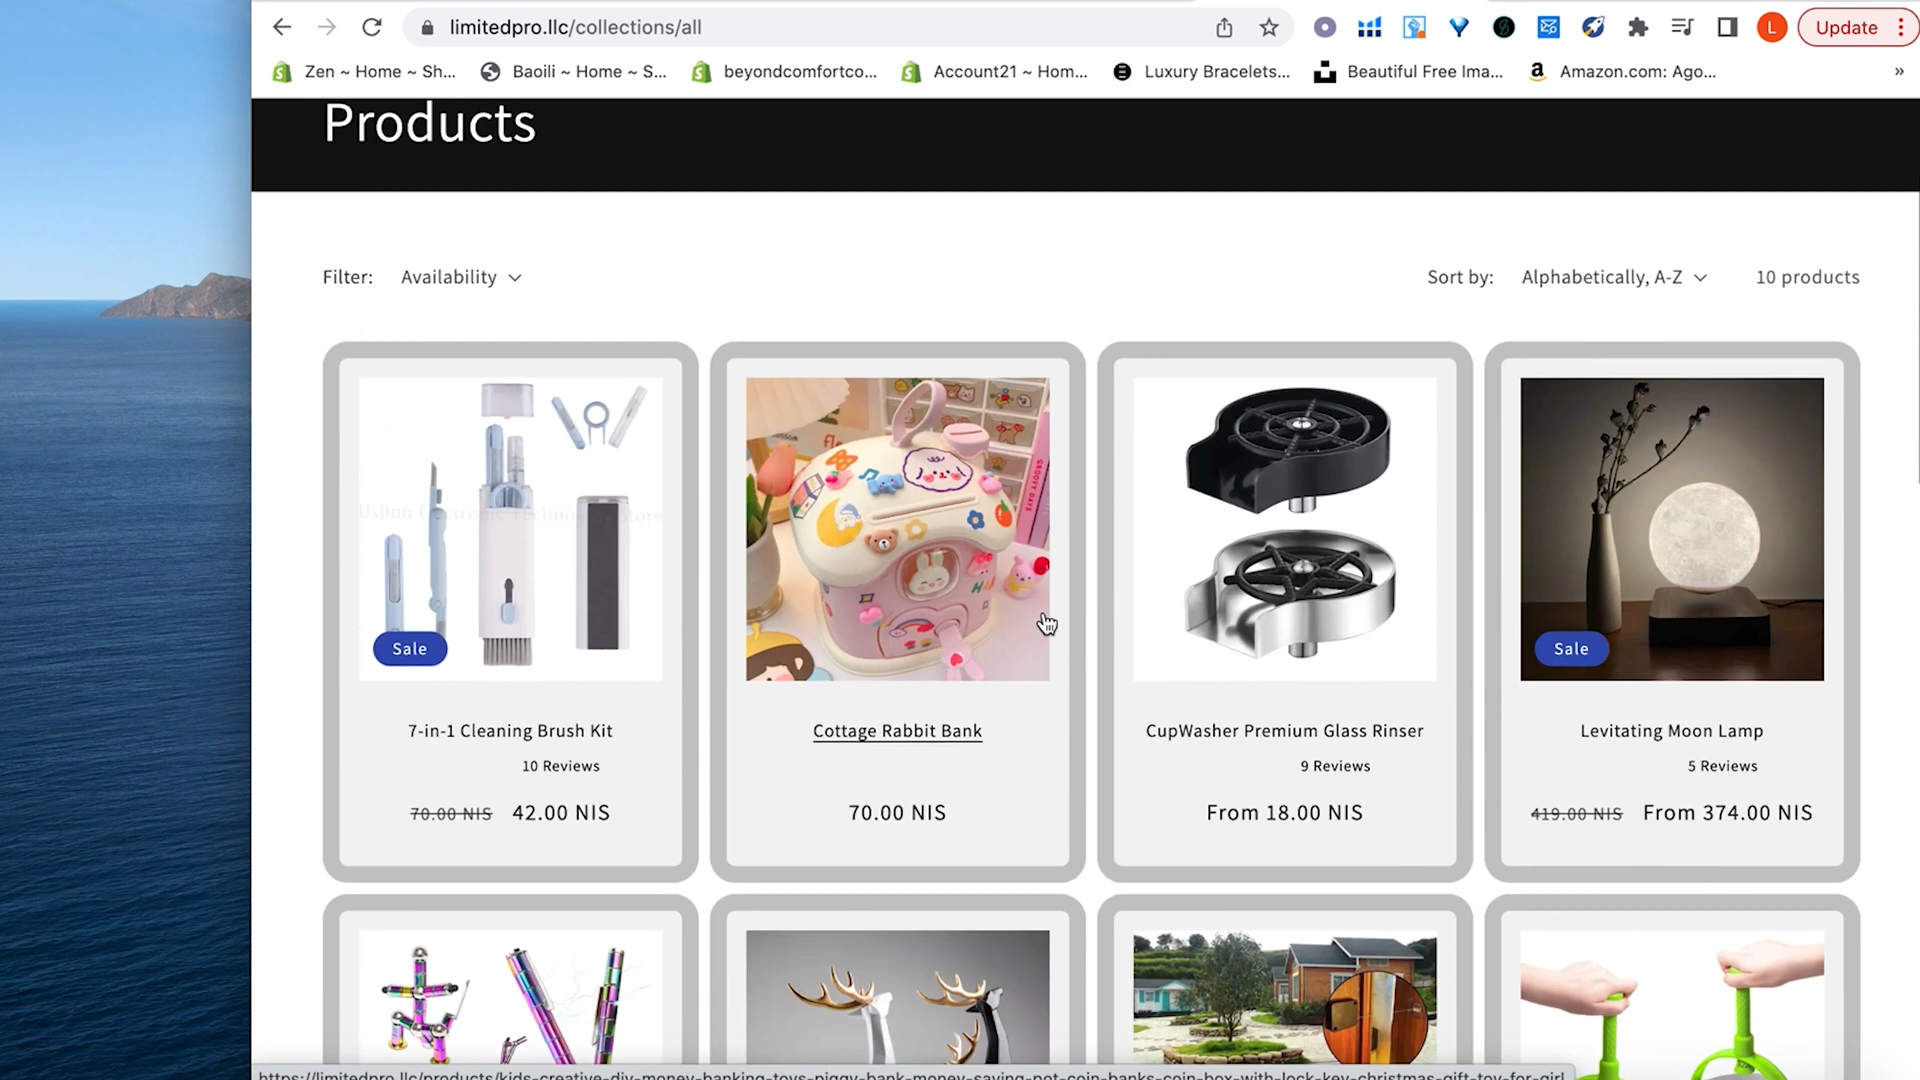 limitedpro.llc/collections/all
L
Update
Zen ~ Home ~ Sh...
Baoili ~ Home ~ S...
beyondcomfortco...
Account21 ~ Hom...
Luxury Bracelets...
Beautiful Free Ima...
Amazon.com: Ago...
»
Products
Filter:
Availability
Sort by:
Alphabetically, A-Z
10 products
GROOVY DAYS
Sale
Sale
7-in-1 Cleaning Brush Kit
10 Reviews
70.00 NIS 42.00 NIS
Cottage Rabbit Bank
70.00 NIS
CupWasher Premium Glass Rinser
9 Reviews
From 18.00 NIS
Levitating Moon Lamp
5 Reviews
419.00 NIS From 374.00 NIS
https://limitedpro.llc/products/kids-creative-diy-money-banking-toys-piggy-bank-money-saving-pot-coin-banks-coin-box-with-lock-key-christmas-gift-toy-for-girl